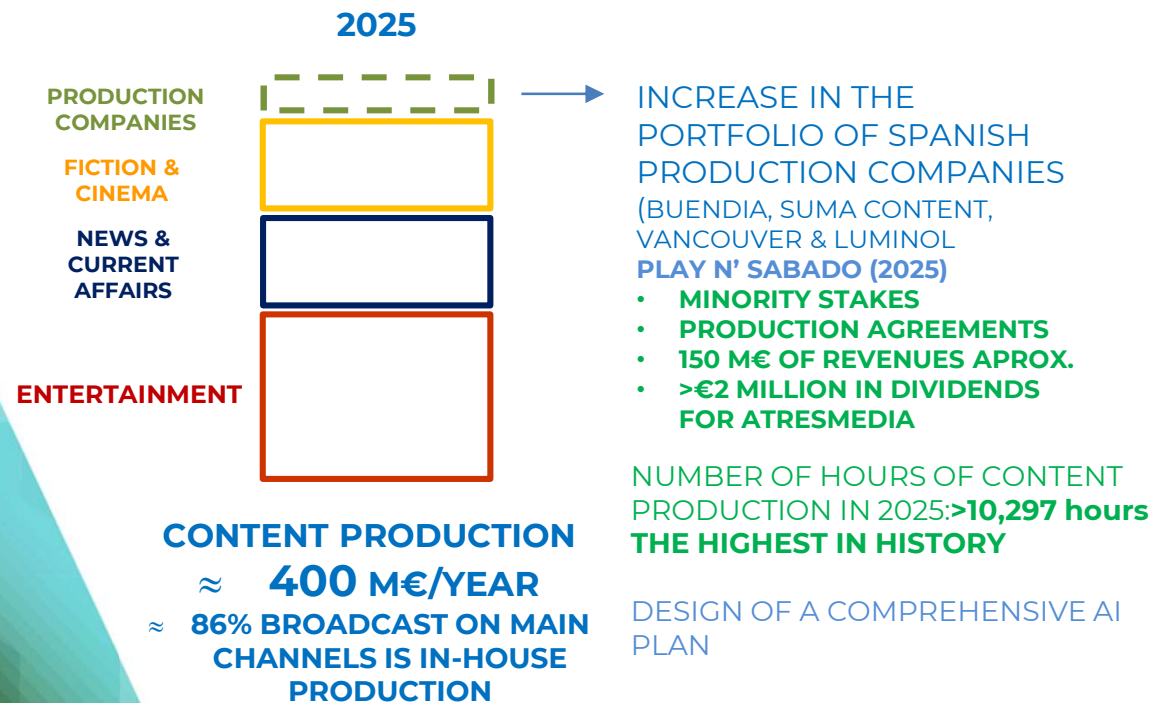 2025
PRODUCTION
COMPANIES
FICTION &
CINEMA
NEWS &
CURRENT
AFFAIRS
ENTERTAINMENT
CONTENT PRODUCTION
≈ 400 M€/YEAR
≈ 86% BROADCAST ON MAIN
CHANNELS IS IN-HOUSE
PRODUCTION
INCREASE IN THE
PORTFOLIO OF SPANISH
PRODUCTION COMPANIES
(BUENDIA, SUMA CONTENT,
VANCOUVER & LUMINOL
PLAY N’ SABADO (2025)
• MINORITY STAKES
• PRODUCTION AGREEMENTS
• 150 M€ OF REVENUES APROX.
• >€2 MILLION IN DIVIDENDS
FOR ATRESMEDIA
NUMBER OF HOURS OF CONTENT
PRODUCTION IN 2025:>10,297 hours
THE HIGHEST IN HISTORY
DESIGN OF A COMPREHENSIVE AI
PLAN